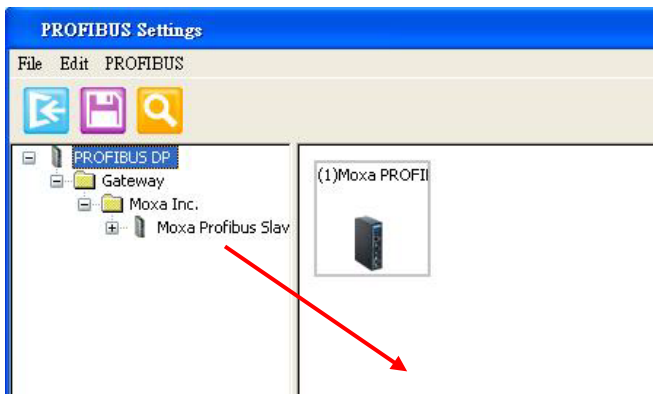 PROFIBUS Settings
File Edit PROFIBUS
PROFIBUS DP
Gateway
Moxa Inc.
Moxa Profibus Slav
(1)Moxa PROFI